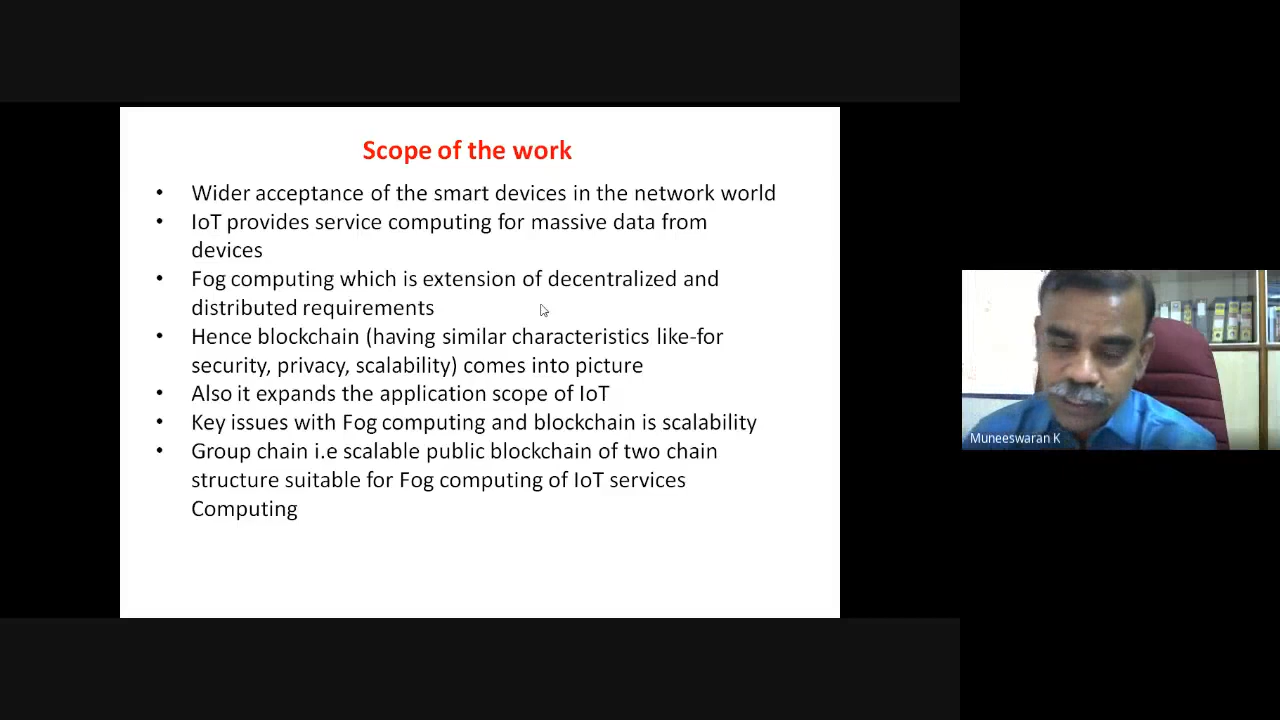 Scope of the work
• Wider acceptance of the smart devices in the network world
• IoT provides service computing for massive data from
devices
• Fog computing which is extension of decentralized and
distributed requirements
• Hence blockchain (having similar characteristics like-for
security, privacy, scalability) comes into picture
• Also it expands the application scope of IoT
• Key issues with Fog computing and blockchain is scalability
• Group chain i.e scalable public blockchain of two chain
structure suitable for Fog computing of IoT services
Computing
Muneeswaran K